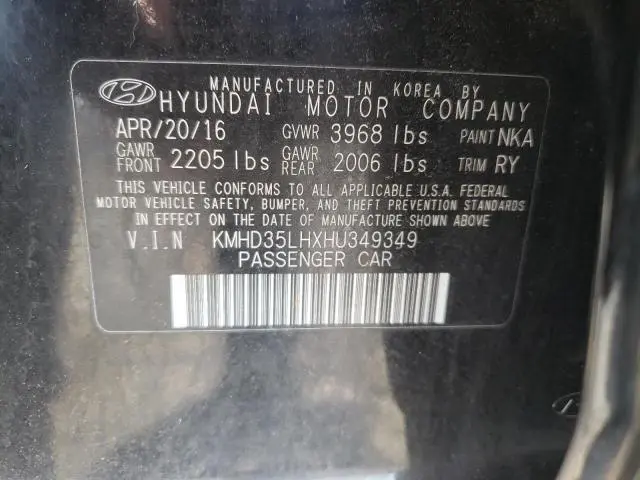 MANUFACTURED IN KOREA BY
HYUNDAI MOTOR COMPANY
APR/20/16 GVWR 3968 lbs PAINT NKA
GAWR FRONT 2205 lbs GAWR REAR 2006 lbs TRIM RY
THIS VEHICLE CONFORMS TO ALL APPLICABLE U.S.A. FEDERAL
MOTOR VEHICLE SAFETY, BUMPER, AND THEFT PREVENTION STANDARDS
IN EFFECT ON THE DATE OF MANUFACTURE SHOWN ABOVE
V.I.N KMHD35LHXHU349349
PASSENGER CAR